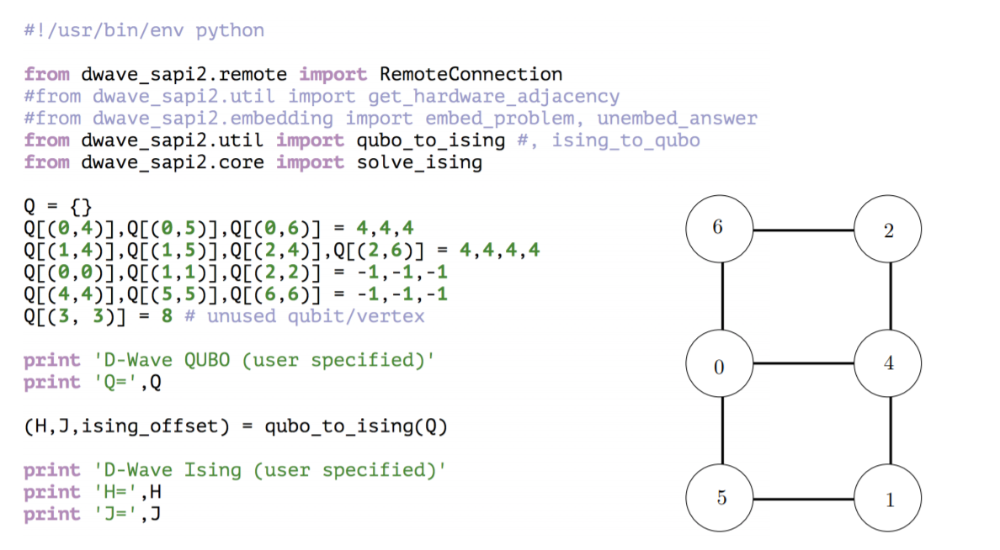 #!/usr/bin/env python
from dwave_sapi2.remote import RemoteConnection
#from dwave_sapi2.util import get_hardware_adjacency
#from dwave_sapi2.embedding import embed_problem, unembed_answer
from dwave_sapi2.util import qubo_to_ising #, ising_to_qubo
from dwave_sapi2.core import solve_ising
Q = {}
Q[(0,4)],Q[(0,5)],Q[(0,6)] = 4,4,4
Q[(1,4)],Q[(1,5)],Q[(2,4)],Q[(2,6)] = 4,4,4,4
Q[(0,0)],Q[(1,1)],Q[(2,2)] = -1,-1,-1
Q[(4,4)],Q[(5,5)],Q[(6,6)] = -1,-1,-1
Q[(3, 3)] = 8 # unused qubit/vertex
print 'D-Wave QUBO (user specified)'
print 'Q=',Q
(H,J,ising_offset) = qubo_to_ising(Q)
print 'D-Wave Ising (user specified)'
print 'H=',H
print 'J=',J
6 2
0 4
5 1